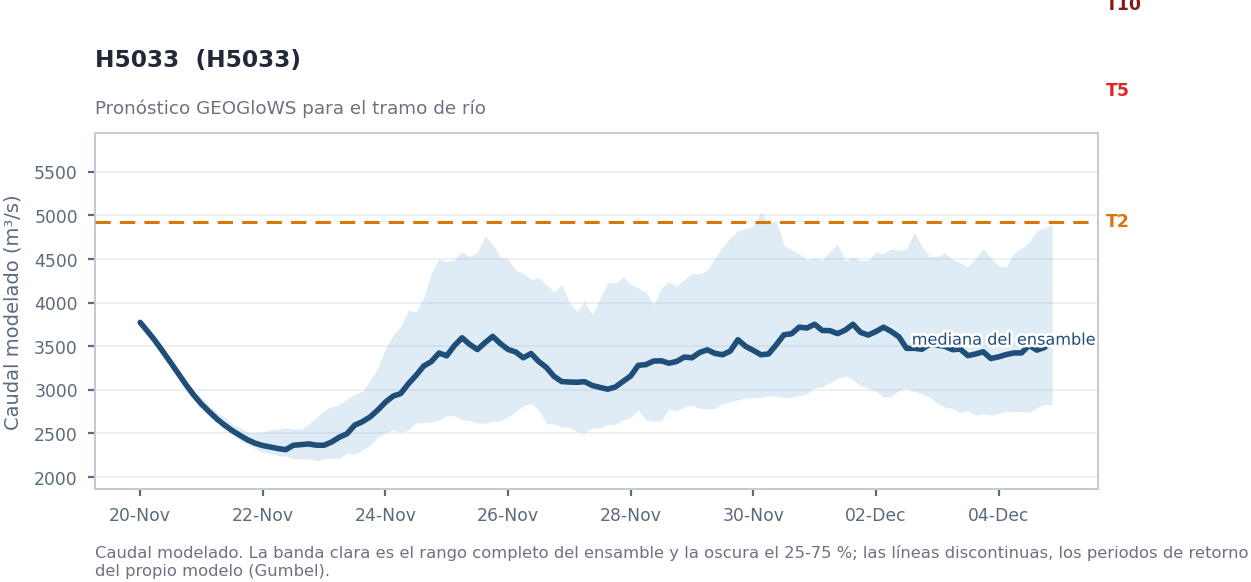 T10
H5033 (H5033)
T5
Pronóstico GEOGloWS para el tramo de río
5500
5000
T2
4500
4000
3500
mediana del ensamble
3000
2500
2000
Caudal modelado (m³/s)
20-Nov 22-Nov 24-Nov 26-Nov 28-Nov 30-Nov 02-Dec 04-Dec
Caudal modelado. La banda clara es el rango completo del ensamble y la oscura el 25-75 %; las líneas discontinuas, los periodos de retorno
del propio modelo (Gumbel).